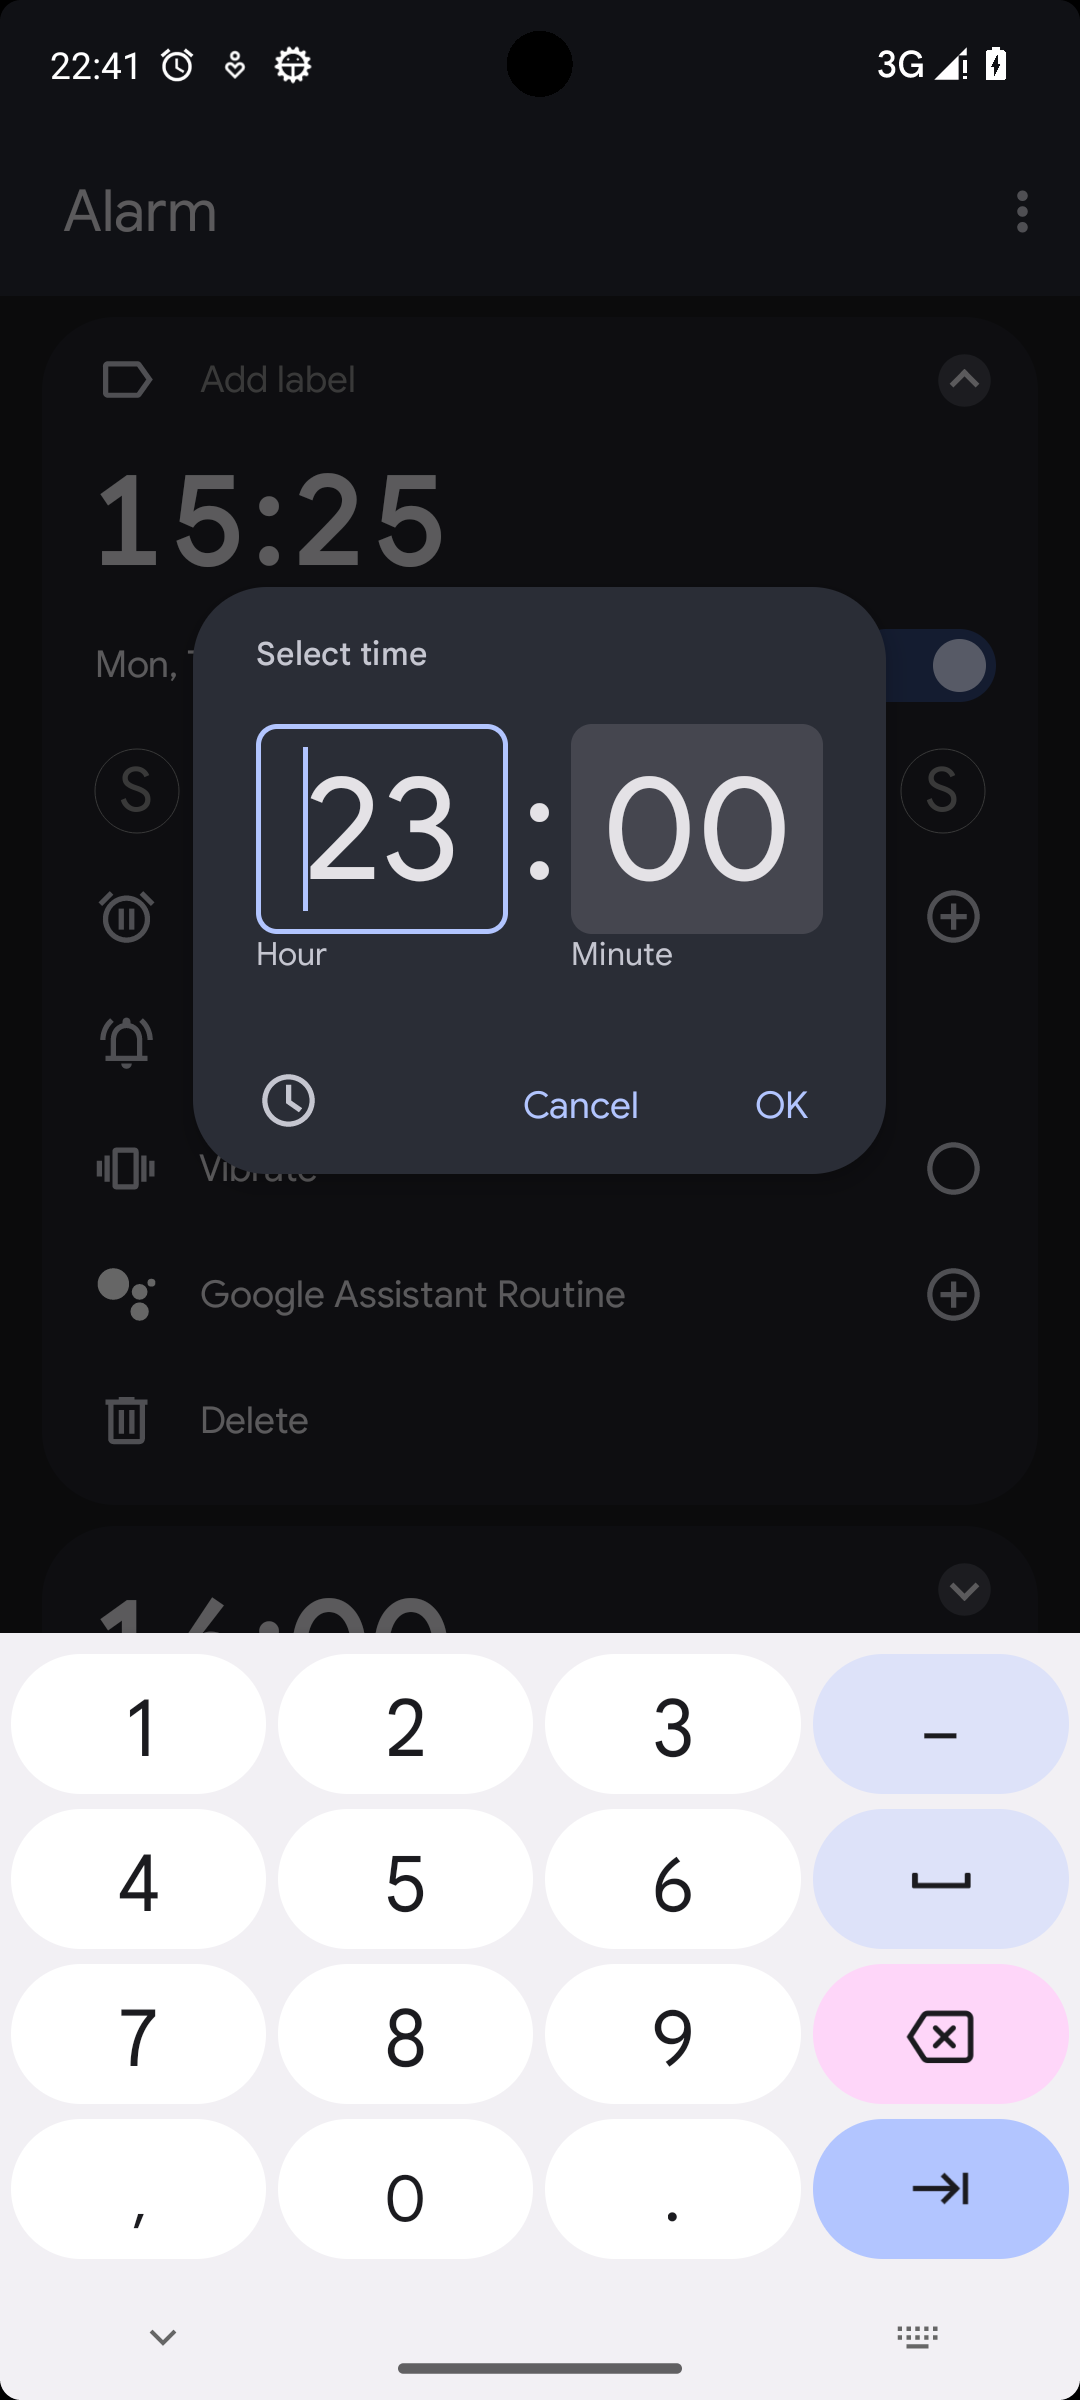 22:41
3G
Alarm
Add label
15:25
Mon,
Select time
S
23:00
S
Hour
Minute
Cancel
OK
Vibrate
Google Assistant Routine
Delete
16:00
1
2
3
–
4
5
6
7
8
9
,
0
.